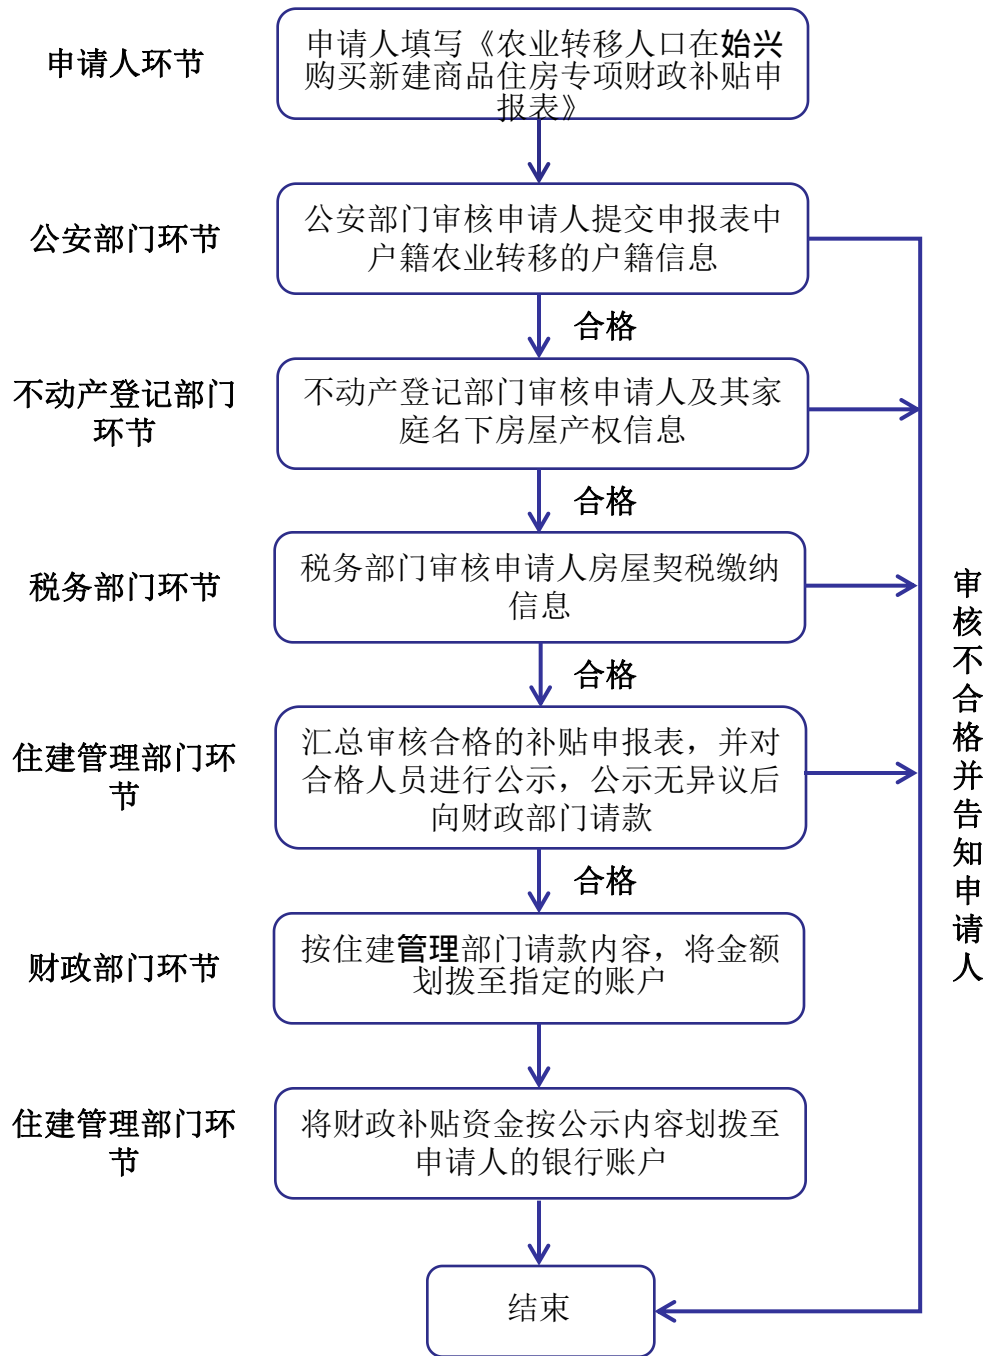 申请人环节
申请人填写《农业转移人口在始兴
购买新建商品住房专项财政补贴申
报表》
公安部门环节
公安部门审核申请人提交申报表中
户籍农业转移的户籍信息
合格
不动产登记部门
环节
不动产登记部门审核申请人及其家
庭名下房屋产权信息
合格
税务部门环节
税务部门审核申请人房屋契税缴纳
信息
合格
住建管理部门环
节
汇总审核合格的补贴申报表，并对
合格人员进行公示，公示无异议后
向财政部门请款
合格
财政部门环节
按住建管理部门请款内容，将金额
划拨至指定的账户
住建管理部门环
节
将财政补贴资金按公示内容划拨至
申请人的银行账户
结束
审核不合格并告知申请人